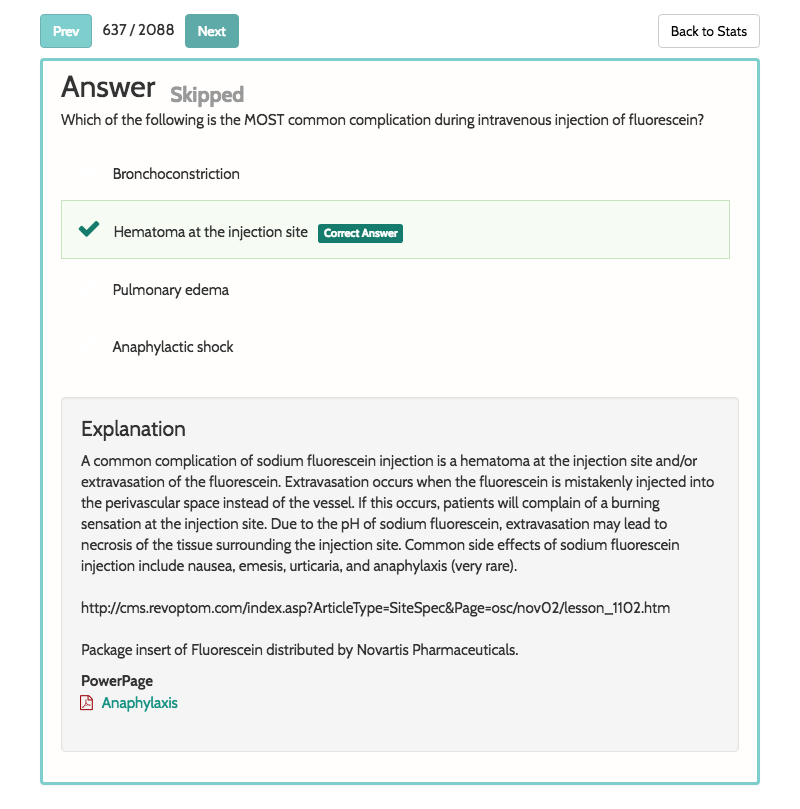 Prev 637 / 2088 Next Back to Stats
Answer Skipped
Which of the following is the MOST common complication during intravenous injection of fluorescein?
Bronchoconstriction
Hematoma at the injection site Correct Answer
Pulmonary edema
Anaphylactic shock
Explanation
A common complication of sodium fluorescein injection is a hematoma at the injection site and/or
extravasation of the fluorescein. Extravasation occurs when the fluorescein is mistakenly injected into
the perivascular space instead of the vessel. If this occurs, patients will complain of a burning
sensation at the injection site. Due to the pH of sodium fluorescein, extravasation may lead to
necrosis of the tissue surrounding the injection site. Common side effects of sodium fluorescein
injection include nausea, emesis, urticaria, and anaphylaxis (very rare).
http://cms.revoptom.com/index.asp?ArticleType=SiteSpec&Page=osc/nov02/lesson_1102.htm
Package insert of Fluorescein distributed by Novartis Pharmaceuticals.
PowerPage
Anaphylaxis